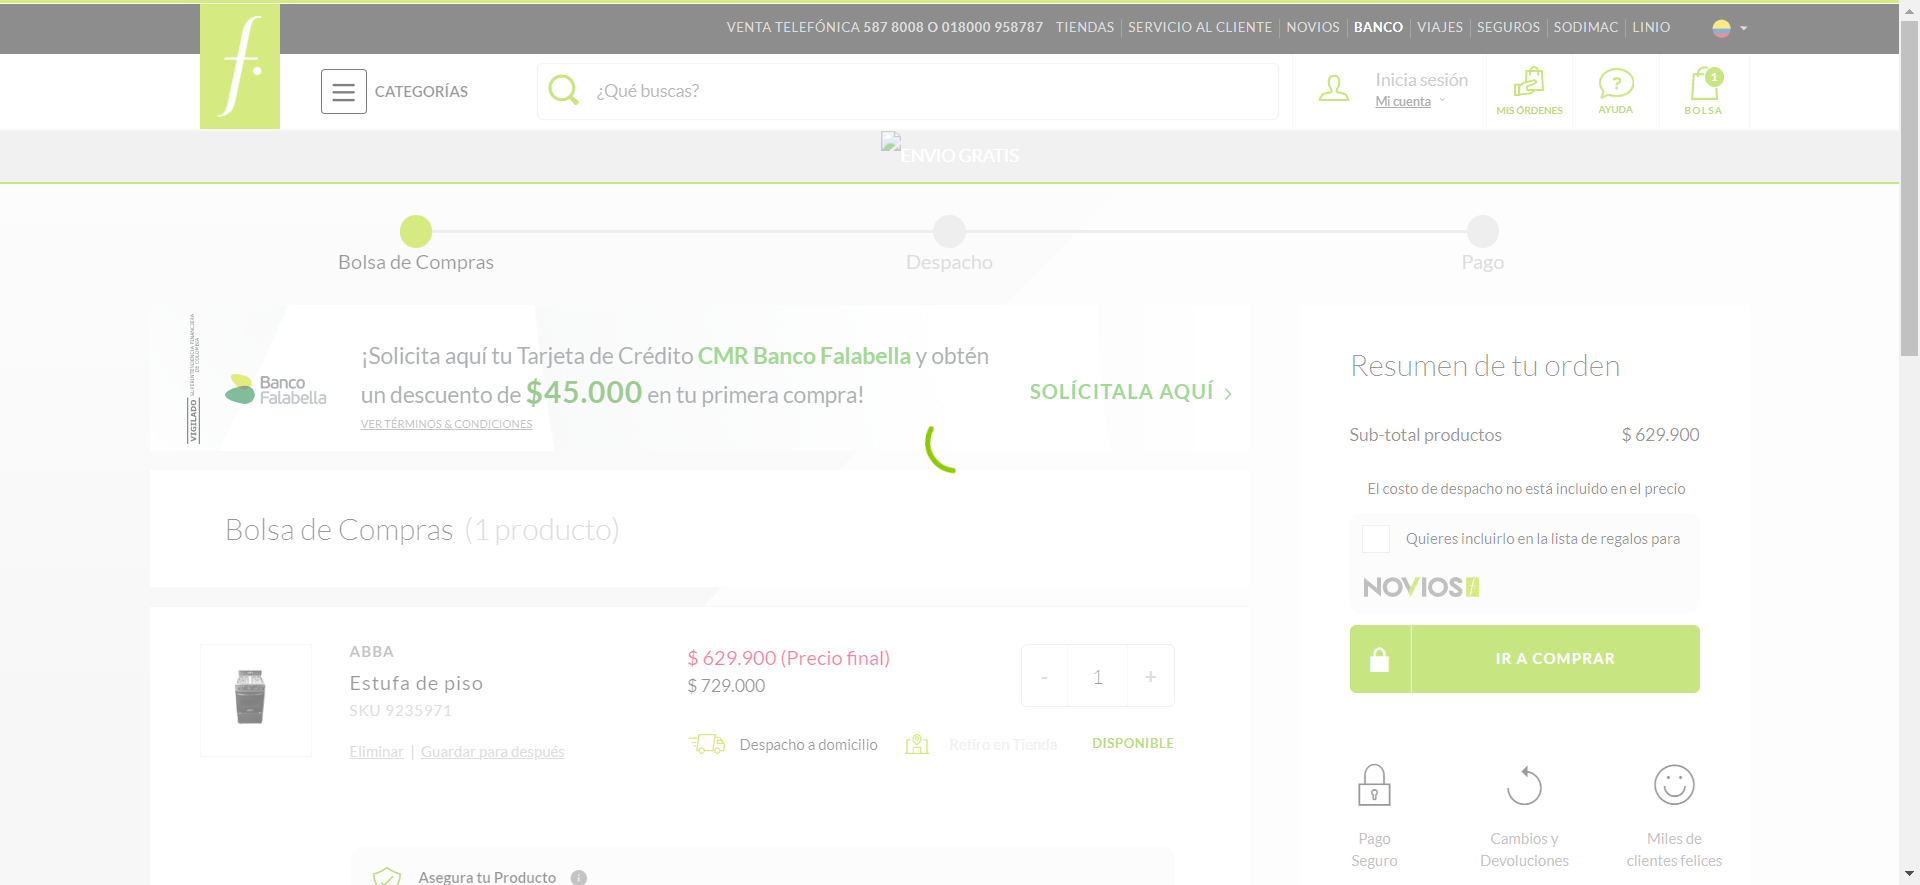 VENTA TELEFÓNICA 587 8008 O 018000 958787 TIENDAS SERVICIO AL CLIENTE NOVIOS BANCO VIAJES SEGUROS SODIMAC LINIO
f.
CATEGORÍAS
¿Qué buscas?
Inicia sesión
Mi cuenta
MIS ÓRDENES
?
AYUDA
1
BOLSA
ENVIO GRATIS
Bolsa de Compras
Despacho
Pago
VIGILADO SUPERINTENDENCIA FINANCIERA
DE COLOMBIA
Banco
Falabella
¡Solicita aquí tu Tarjeta de Crédito CMR Banco Falabella y obtén
un descuento de $45.000 en tu primera compra!
VER TÉRMINOS & CONDICIONES
SOLÍCITALA AQUÍ
Bolsa de Compras (1 producto)
ABBA
Estufa de piso
SKU 9235971
Eliminar | Guardar para después
$ 629.900 (Precio final)
$ 729.000
- 1 +
Despacho a domicilio
Retiro en Tienda
DISPONIBLE
Asegura tu Producto i
Resumen de tu orden
Sub-total productos $ 629.900
El costo de despacho no está incluido en el precio
Quieres incluirlo en la lista de regalos para
NOVIOS f
IR A COMPRAR
Pago
Seguro
Cambios y
Devoluciones
Miles de
clientes felices